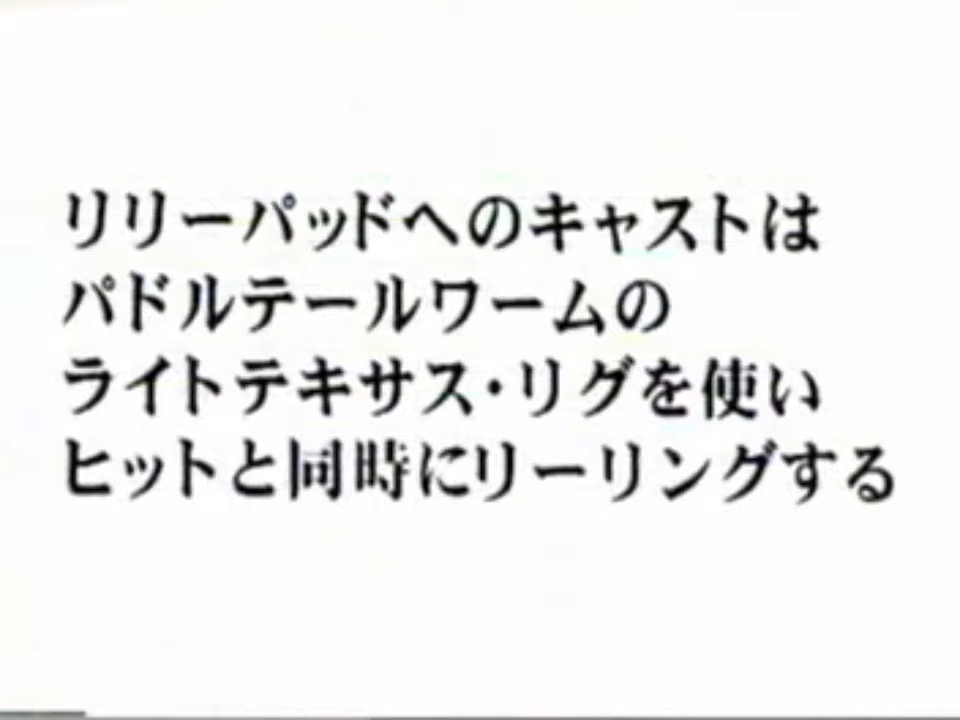 リリーパッドへのキャストは
パドルテールワームの
ライトテキサス・リグを使い
ヒットと同時にリーリングする